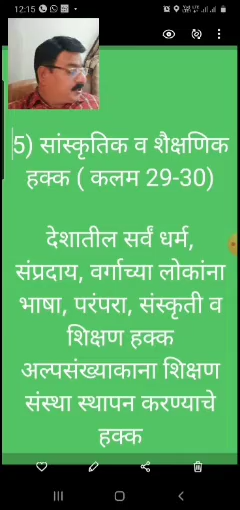 12:15
5) सांस्कृतिक व शैक्षणिक
हक्क ( कलम 29-30)
देशातील सर्वं धर्म,
संप्रदाय, वर्गाच्या लोकांना
भाषा, परंपरा, संस्कृती व
शिक्षण हक्क
अल्पसंख्याकाना शिक्षण
संस्था स्थापन करण्याचे
हक्क